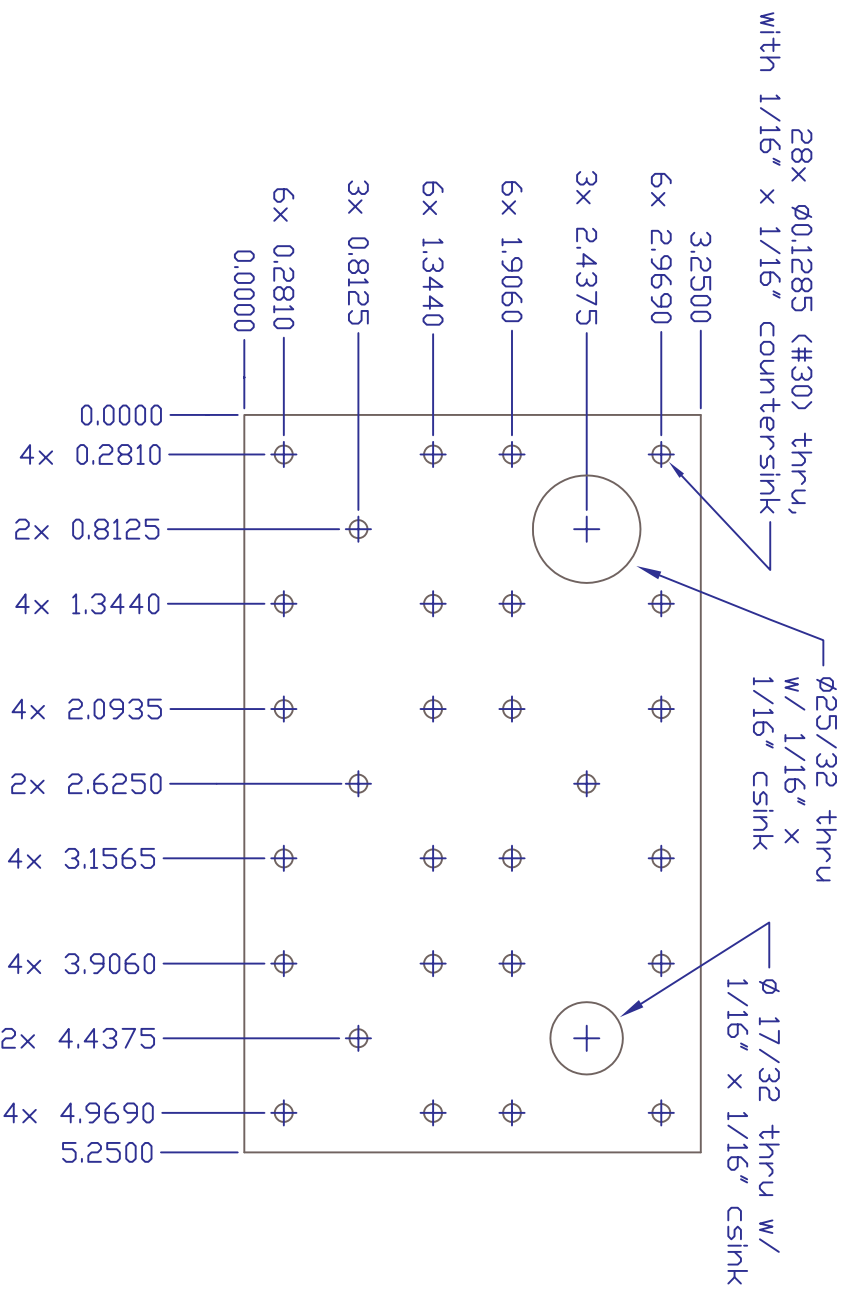 28x Ø0.1285 (#30) thru,
with 1/16" x 1/16" countersink
Ø25/32 thru
w/ 1/16" x
1/16" csink
Ø 17/32 thru w/
1/16" x 1/16" csink
3.2500
6x 2.9690
3x 2.4375
6x 1.9060
6x 1.3440
3x 0.8125
6x 0.2810
0.0000
0.0000
4x 0.2810
2x 0.8125
4x 1.3440
4x 2.0935
2x 2.6250
4x 3.1565
4x 3.9060
2x 4.4375
4x 4.9690
5.2500